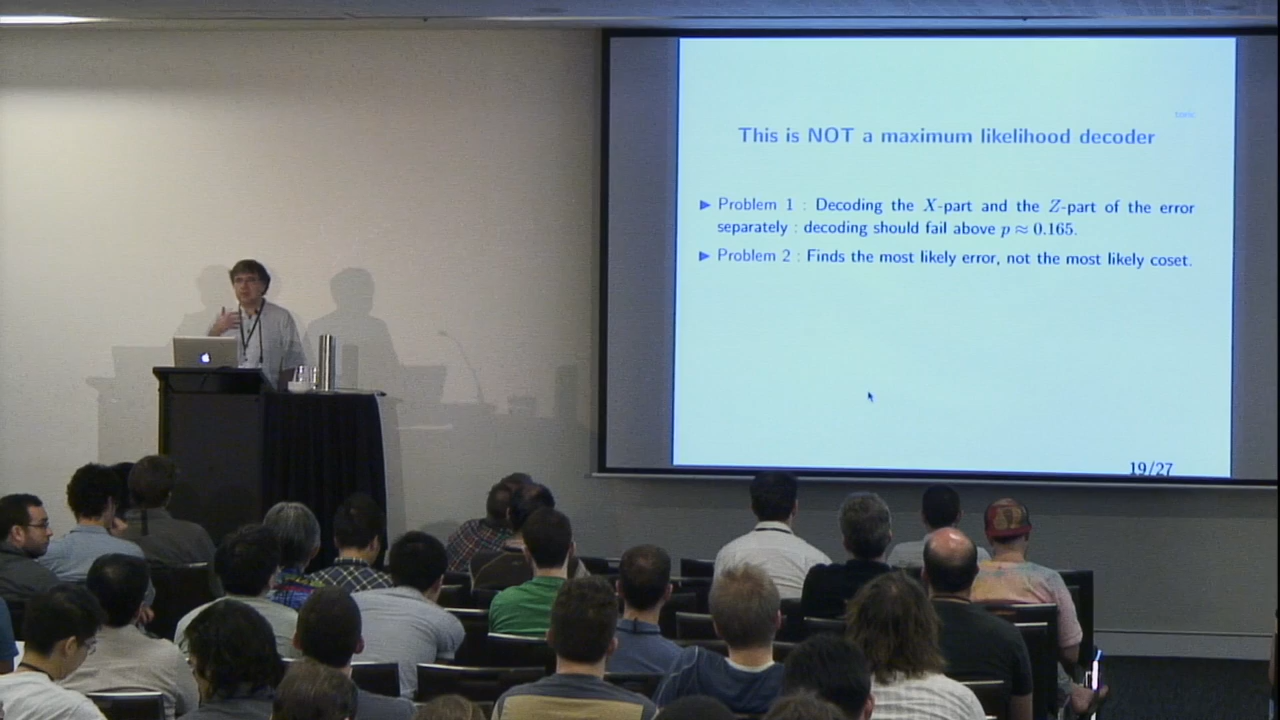 toric
This is NOT a maximum likelihood decoder
▶ Problem 1 : Decoding the X-part and the Z-part of the error
separately : decoding should fail above p ≈ 0.165.
▶ Problem 2 : Finds the most likely error, not the most likely coset.
19/27